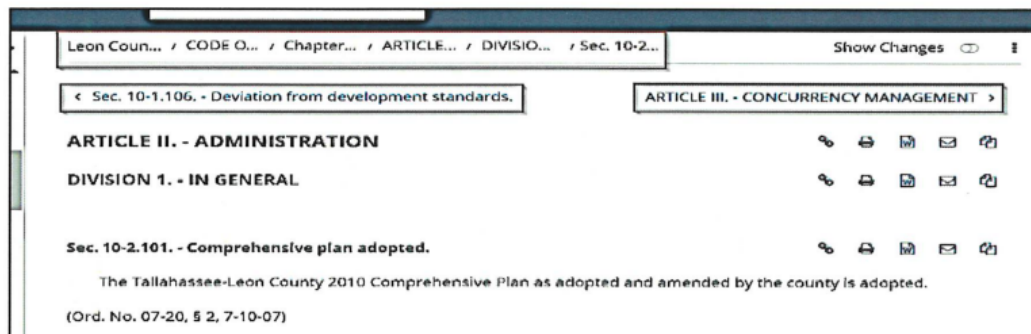 Leon Coun... / CODE O... / Chapter... / ARTICLE... / DIVISIO... / Sec. 10-2...
Show Changes
< Sec. 10-1.106. - Deviation from development standards.
ARTICLE III. - CONCURRENCY MANAGEMENT >
ARTICLE II. - ADMINISTRATION
DIVISION 1. - IN GENERAL
Sec. 10-2.101. - Comprehensive plan adopted.
The Tallahassee-Leon County 2010 Comprehensive Plan as adopted and amended by the county is adopted.
(Ord. No. 07-20, § 2, 7-10-07)